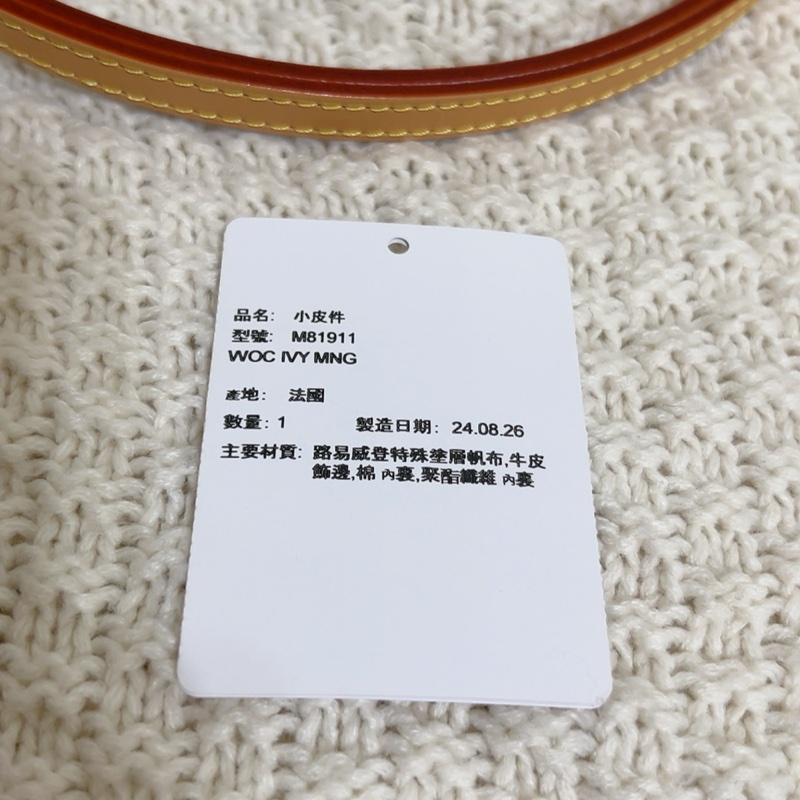 品名: 小皮件
型號: M81911
WOC IVY MNG
產地: 法國
數量: 1 製造日期: 24.08.26
主要材質: 路易威登特殊塗層帆布,牛皮
飾邊,棉 內裏,聚酯纖維 內裏